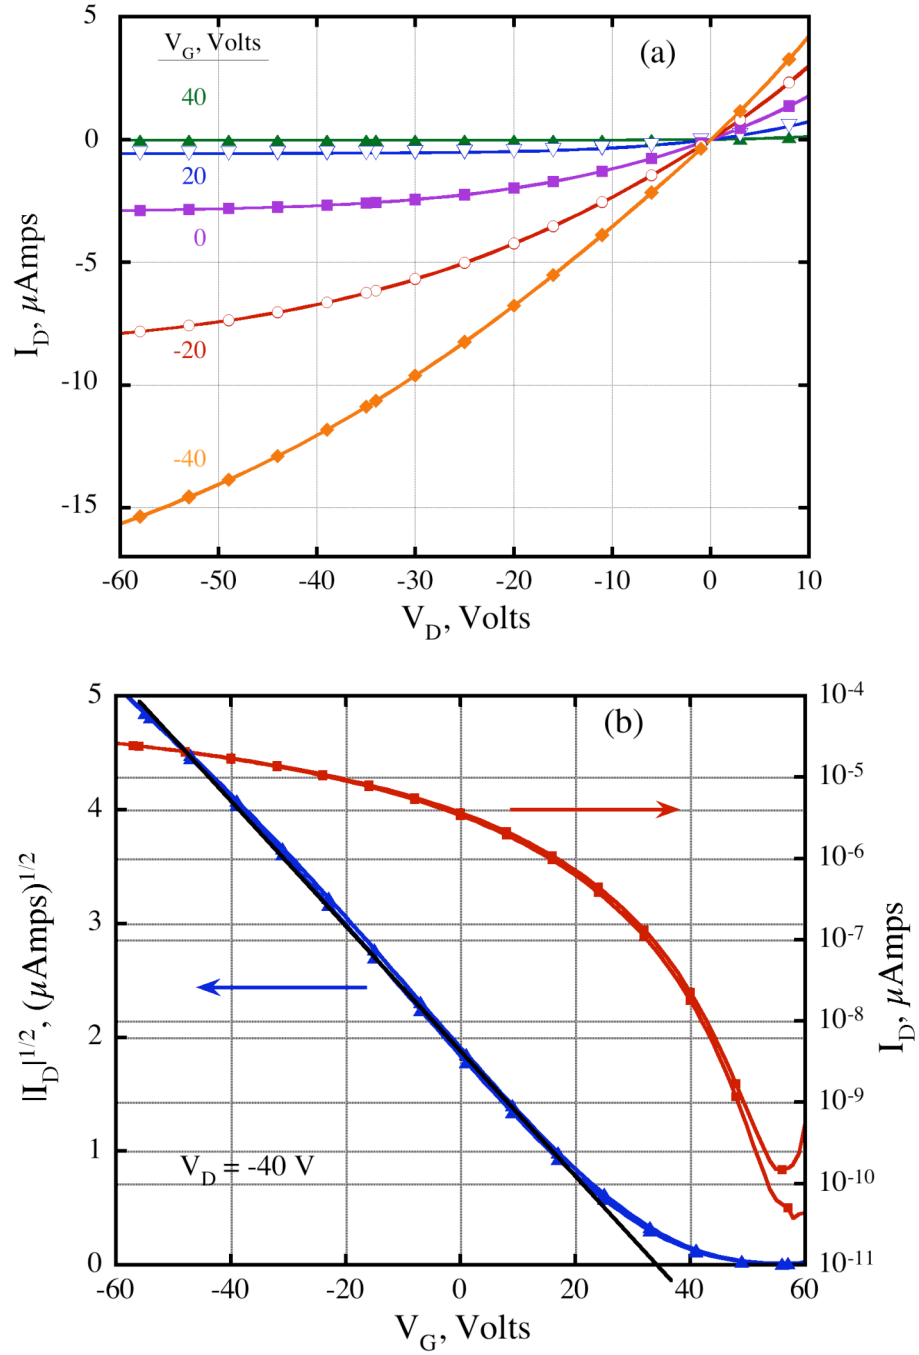 (a)
V_G, Volts
40
20
0
-20
-40
5
0
-5
-10
-15
I_D, μAmps
-60 -50 -40 -30 -20 -10 0 10
V_D, Volts
(b)
5
4
3
2
1
0
|I_D|^1/2, (μAmps)^1/2
10^-4
10^-5
10^-6
10^-7
10^-8
10^-9
10^-10
10^-11
I_D, μAmps
V_D = -40 V
-60 -40 -20 0 20 40 60
V_G, Volts